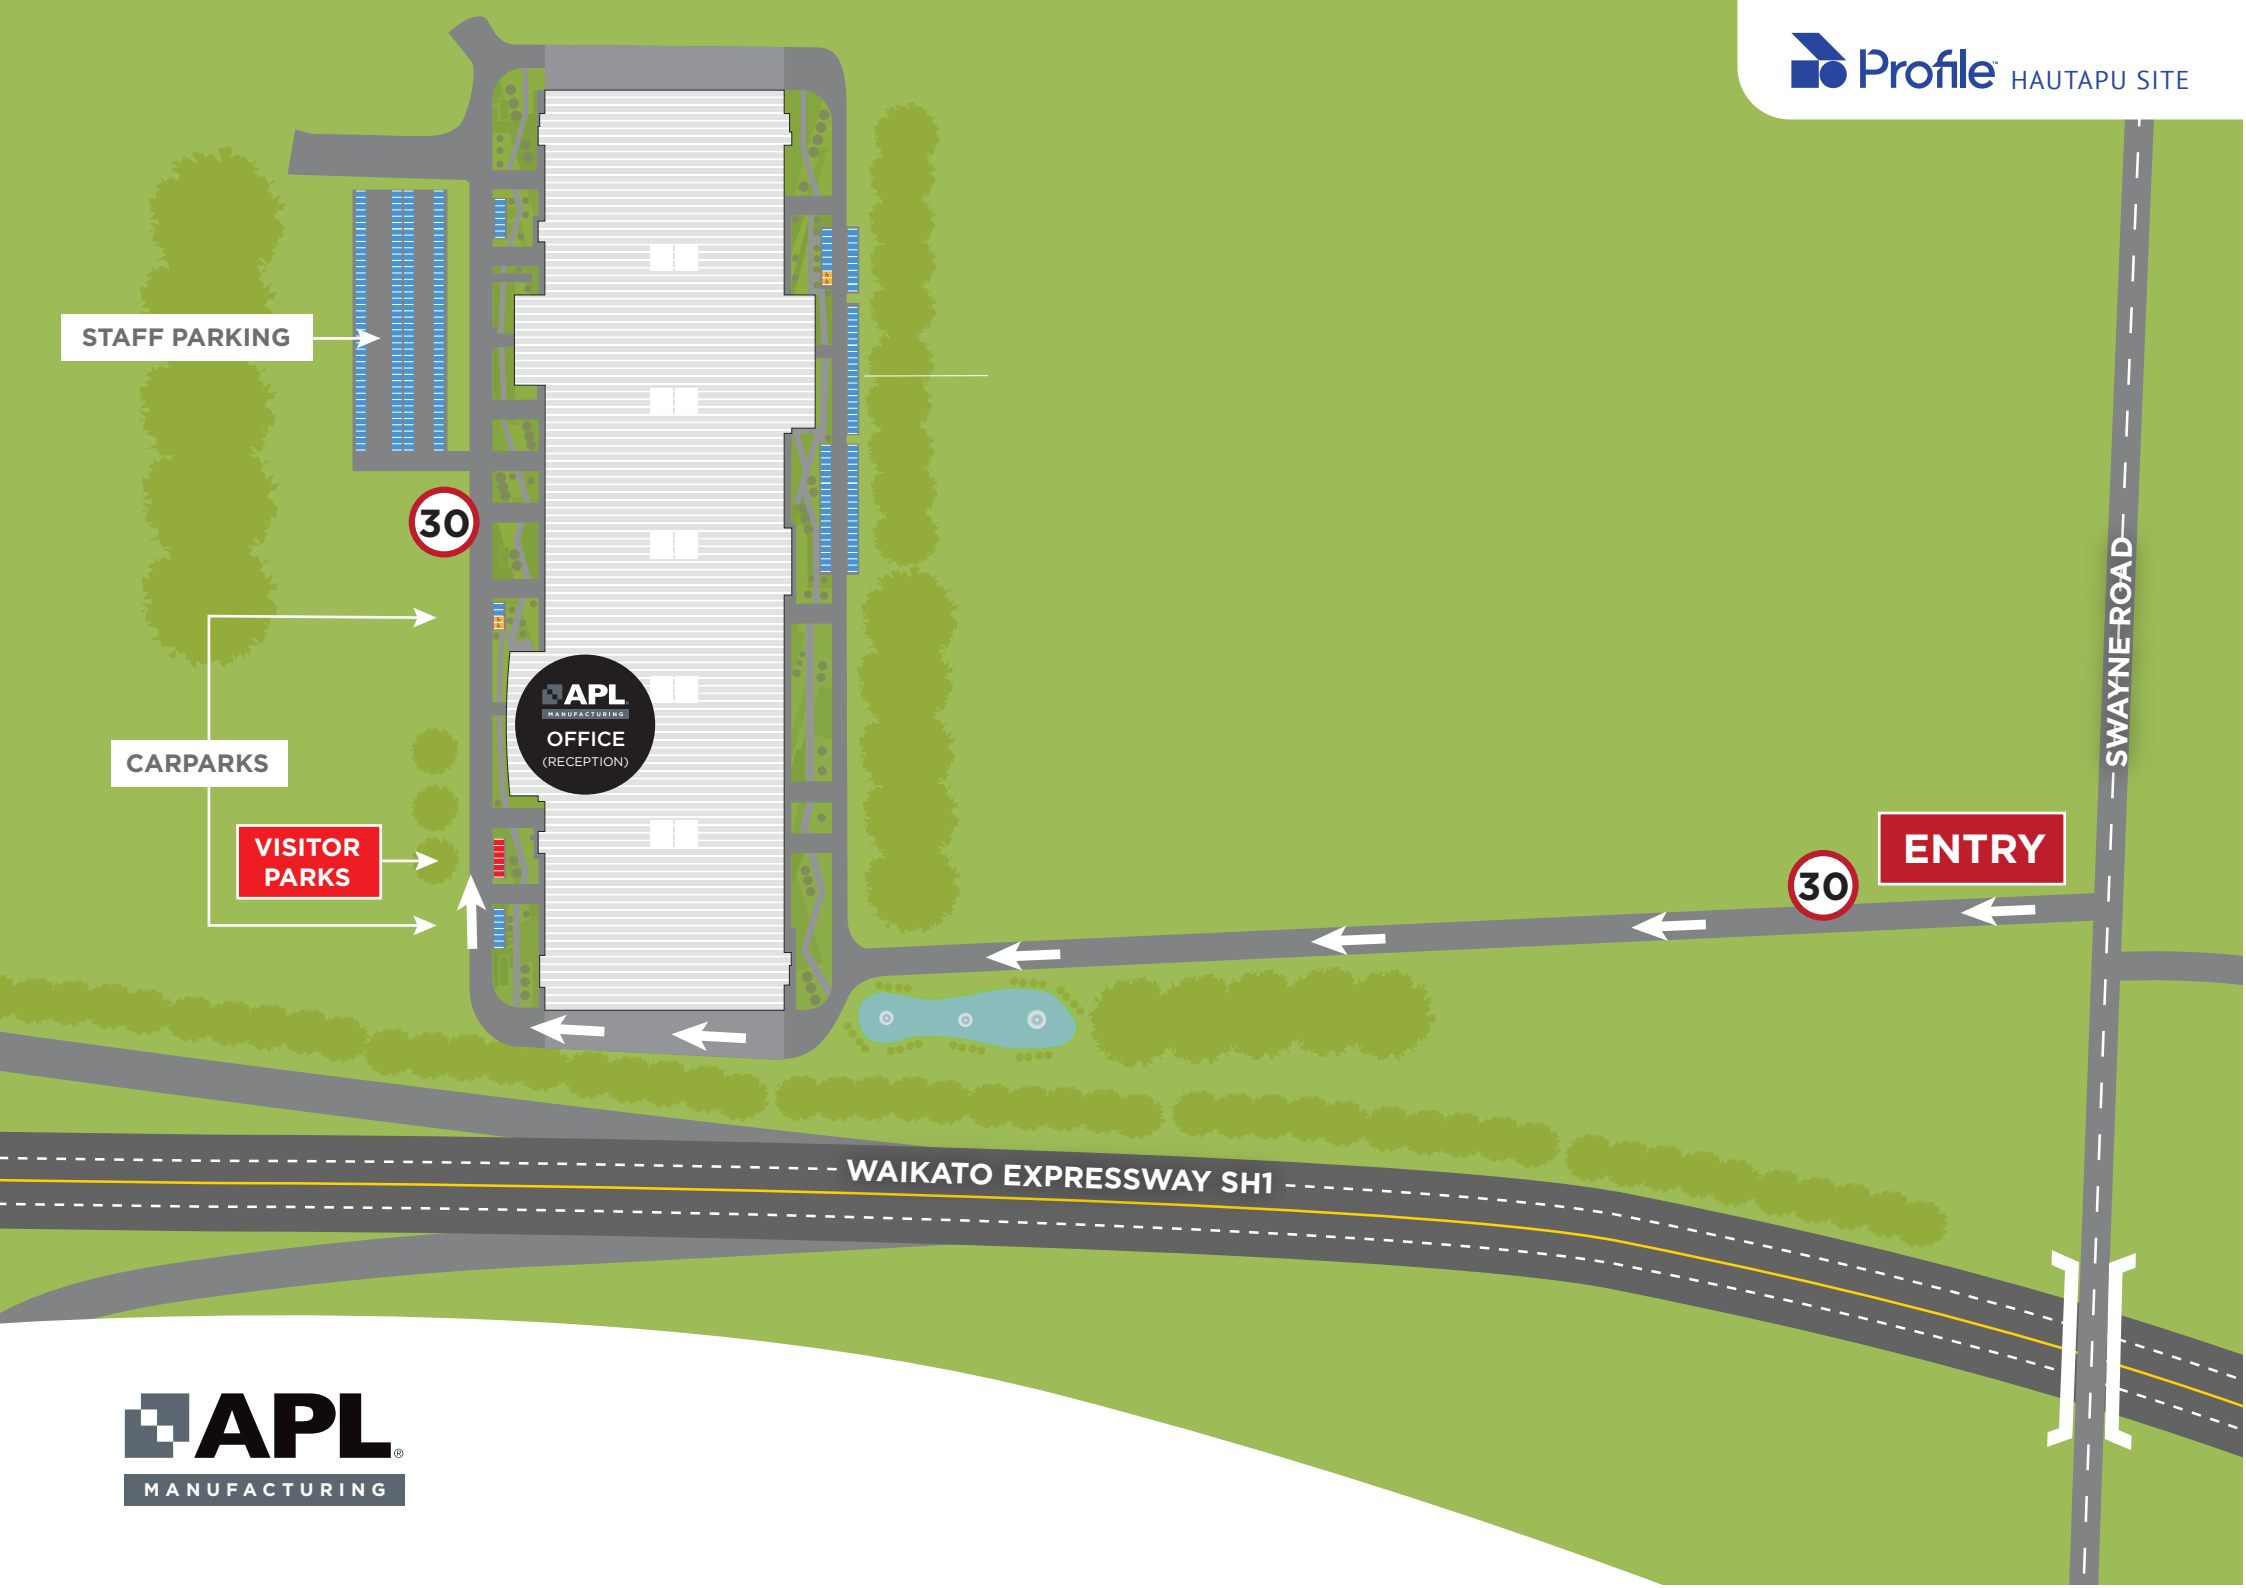 Profile™ HAUTAPU SITE
STAFF PARKING
30
SWAYNE ROAD
APL
MANUFACTURING
OFFICE
(RECEPTION)
CARPARKS
VISITOR
PARKS
ENTRY
30
WAIKATO EXPRESSWAY SH1
APL®
MANUFACTURING